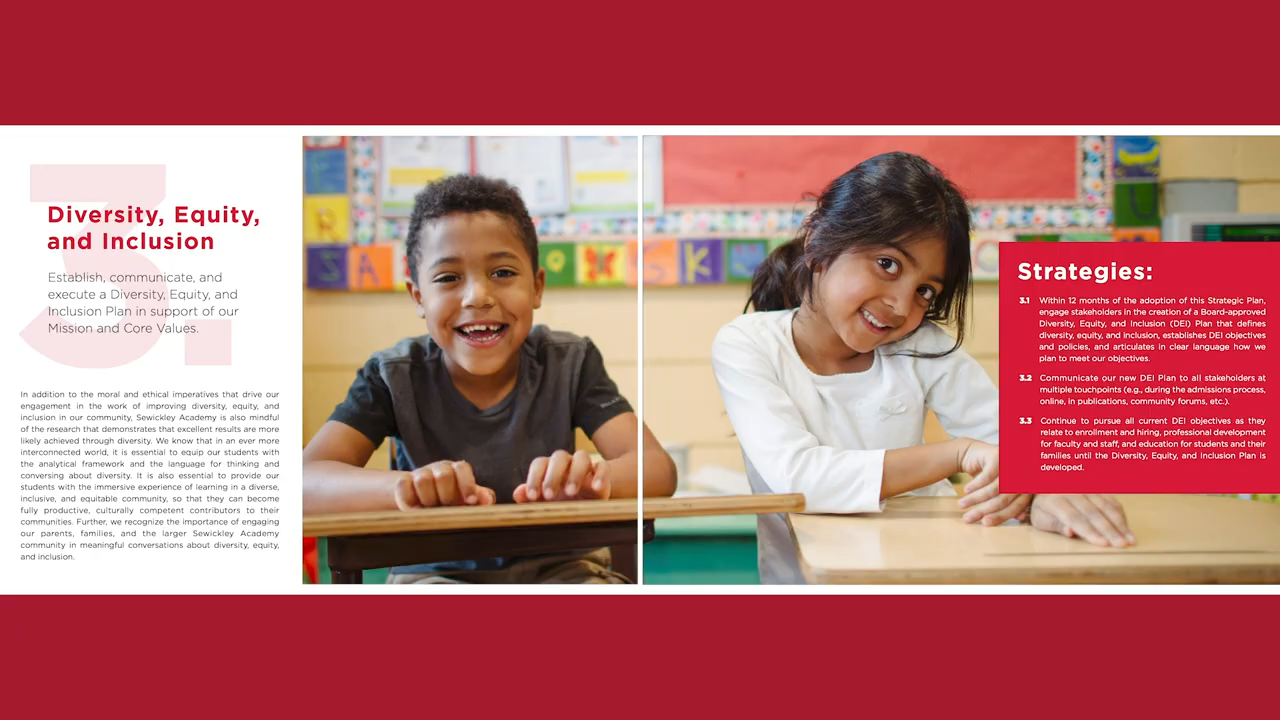 3.
Diversity, Equity,
and Inclusion
Establish, communicate, and
execute a Diversity, Equity, and
Inclusion Plan in support of our
Mission and Core Values.
In addition to the moral and ethical imperatives that drive our
engagement in the work of improving diversity, equity, and
inclusion in our community, Sewickley Academy is also mindful
of the research that demonstrates that excellent results are more
likely achieved through diversity. We know that in an ever more
interconnected world, it is essential to equip our students with
the analytical framework and the language for thinking and
conversing about diversity. It is also essential to provide our
students with the immersive experience of learning in a diverse,
inclusive, and equitable community, so that they can become
fully productive, culturally competent contributors to their
communities. Further, we recognize the importance of engaging
our parents, families, and the larger Sewickley Academy
community in meaningful conversations about diversity, equity,
and inclusion.
R
S A
S K
U
Strategies:
3.1 Within 12 months of the adoption of this Strategic Plan,
engage stakeholders in the creation of a Board-approved
Diversity, Equity, and Inclusion (DEI) Plan that defines
diversity, equity, and inclusion, establishes DEI objectives
and policies, and articulates in clear language how we
plan to meet our objectives.
3.2 Communicate our new DEI Plan to all stakeholders at
multiple touchpoints (e.g., during the admissions process,
online, in publications, community forums, etc.).
3.3 Continue to pursue all current DEI objectives as they
relate to enrollment and hiring, professional development
for faculty and staff, and education for students and their
families until the Diversity, Equity, and Inclusion Plan is
developed.